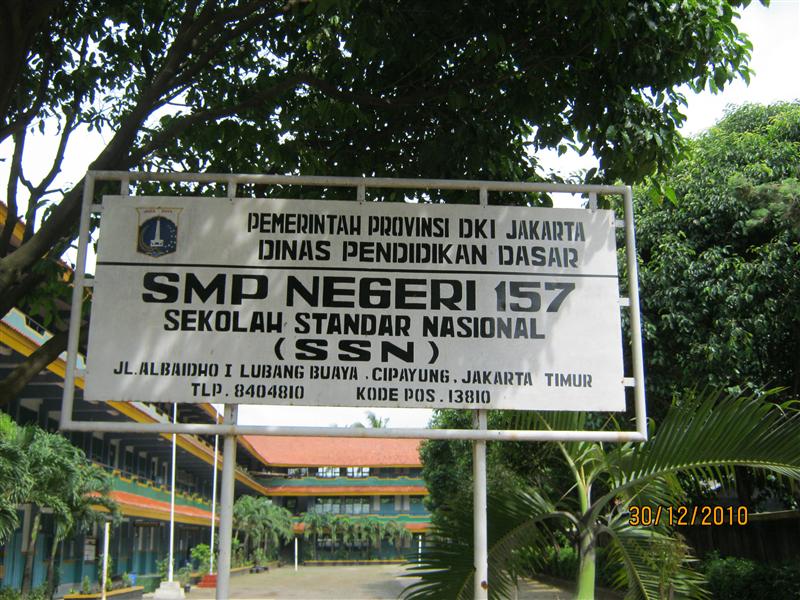 PEMERINTAH PROVINSI DKI JAKARTA
DINAS PENDIDIKAN DASAR
SMP NEGERI 157
SEKOLAH STANDAR NASIONAL
(SSN)
JL.ALBAIDHO I LUBANG BUAYA . CIPAYUNG . JAKARTA TIMUR
TLP. 8404810 KODE POS. 13810
30/12/2010